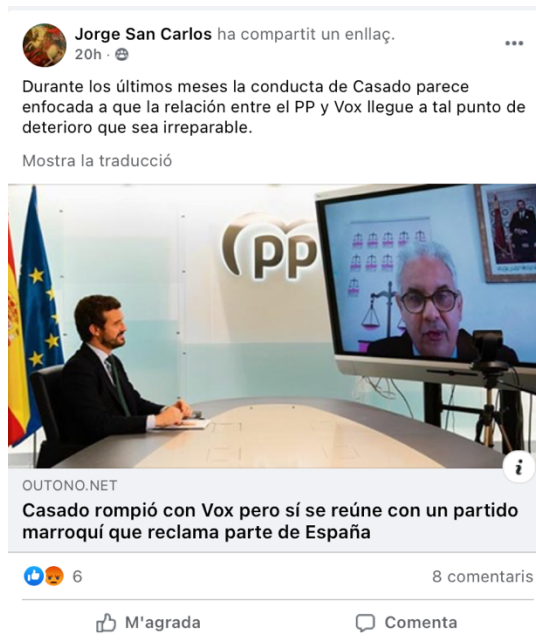 Jorge San Carlos ha compartit un enllaç.
20h ·
Durante los últimos meses la conducta de Casado parece
enfocada a que la relación entre el PP y Vox llegue a tal punto de
deterioro que sea irreparable.
Mostra la traducció
pp
OUTONO.NET
Casado rompió con Vox pero sí se reúne con un partido
marroquí que reclama parte de España
6
8 comentaris
M'agrada
Comenta